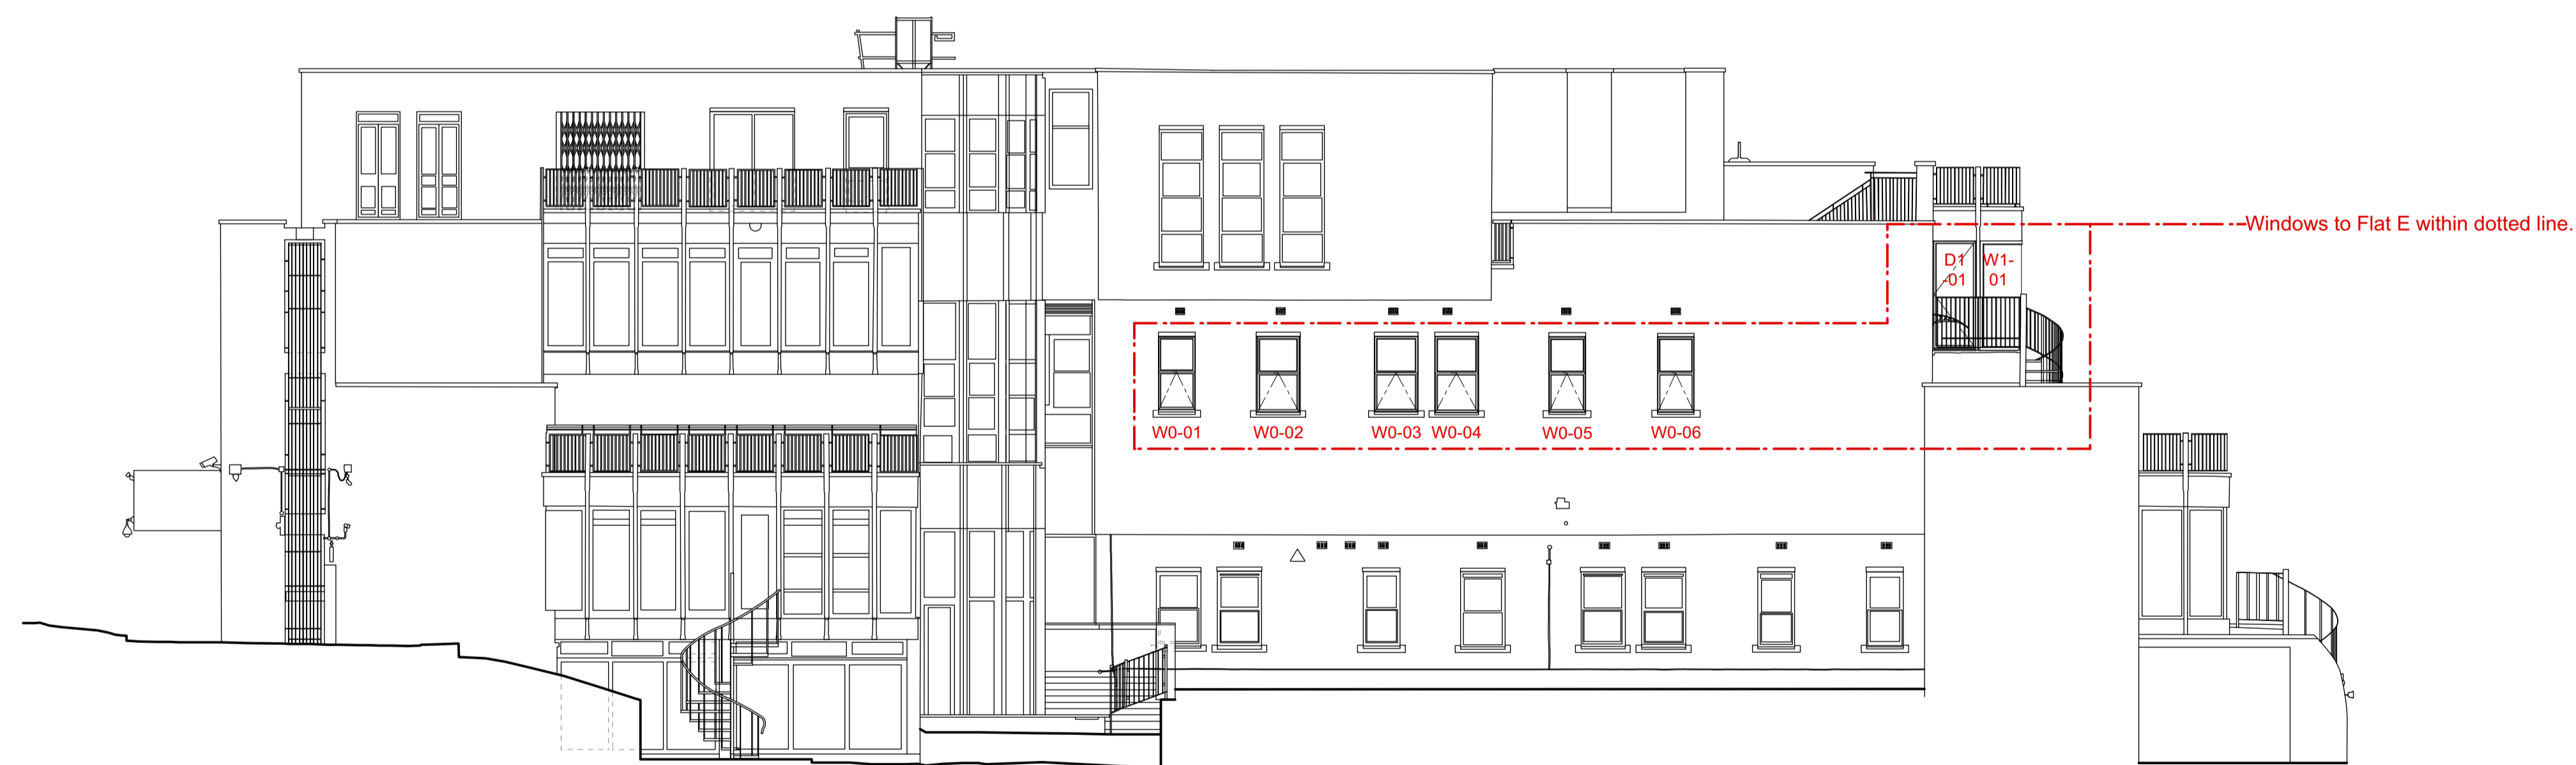 Windows to Flat E within dotted line.
D1
-01
W1-
01
W0-01
W0-02
W0-03
W0-04
W0-05
W0-06